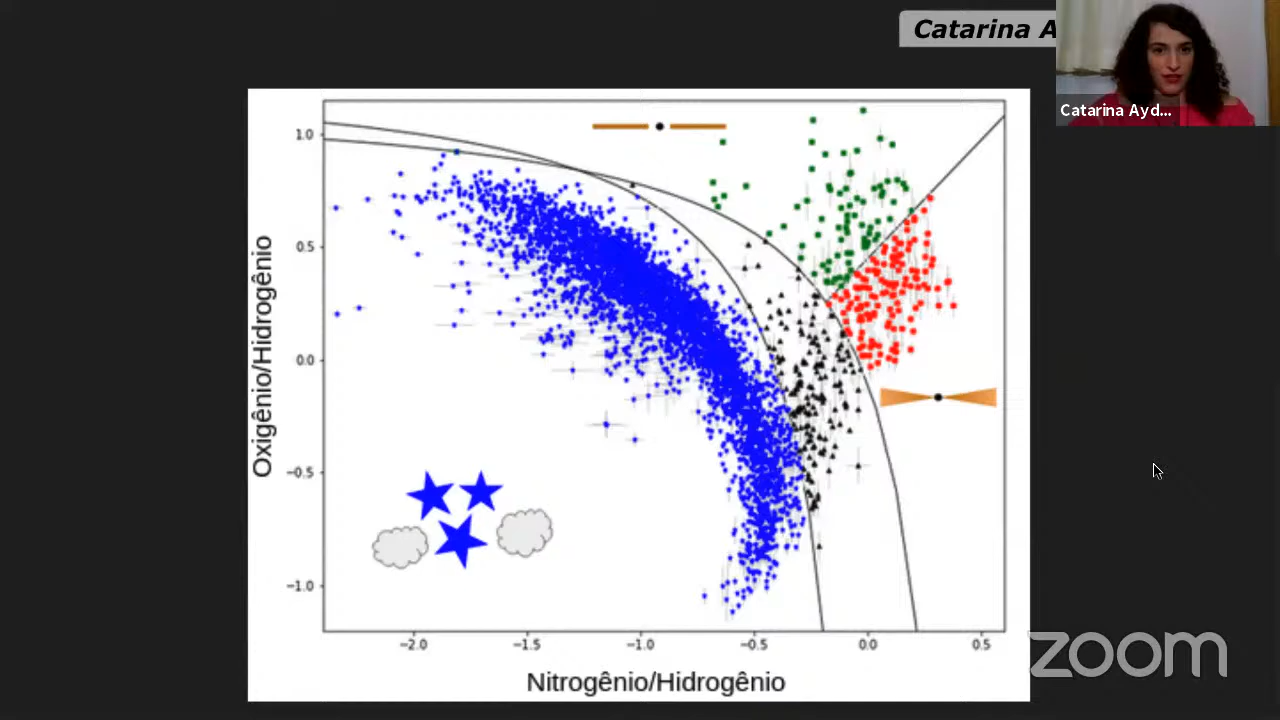 Catarina A
Catarina Ayd...
Oxigênio/Hidrogênio
1.0
0.5
0.0
−0.5
−1.0
−2.0 −1.5 −1.0 −0.5 0.0 0.5
Nitrogênio/Hidrogênio
zoom